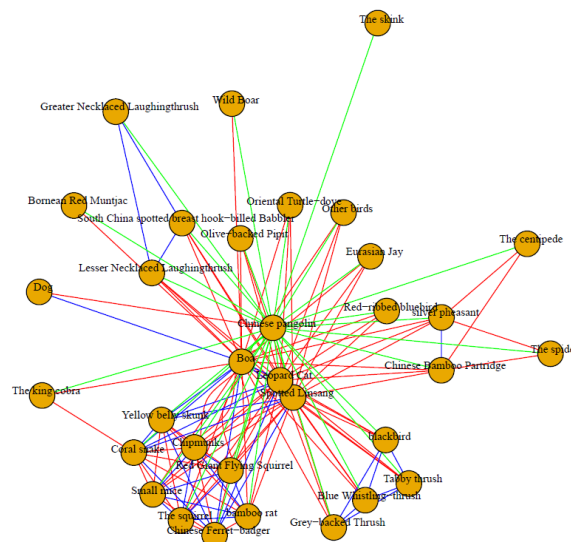 The skink
Wild Boar
Greater Necklaced Laughingthrush
Bornean Red Muntjac
Oriental Turtle−dove
Other birds
South China spotted breast hook−billed Babbler
Olive−backed Pipit
The centipede
Eurasian Jay
Lesser Necklaced Laughingthrush
Dog
Red−ribbed bluebird
silver pheasant
Chinese pangolin
The spide
Boa
Chinese Bamboo Partridge
Leopard Cat
Spotted Linsang
The king cobra
Yellow belly skunk
blackbird
Chipmunks
Coral snake
Red Giant Flying Squirrel
Tabby thrush
Small mice
Blue Whistling−thrush
The squirrel
bamboo rat
Grey−backed Thrush
Chinese Ferret−badger